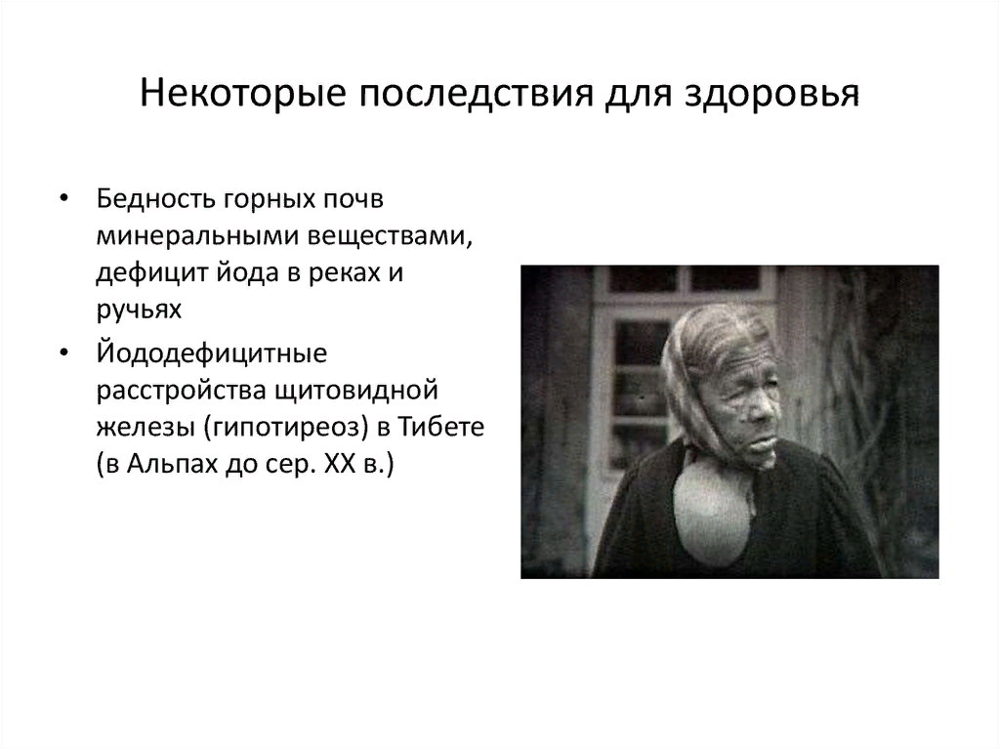 Некоторые последствия для здоровья
• Бедность горных почв
минеральными веществами,
дефицит йода в реках и
ручьях
• Йододефицитные
расстройства щитовидной
железы (гипотиреоз) в Тибете
(в Альпах до сер. XX в.)